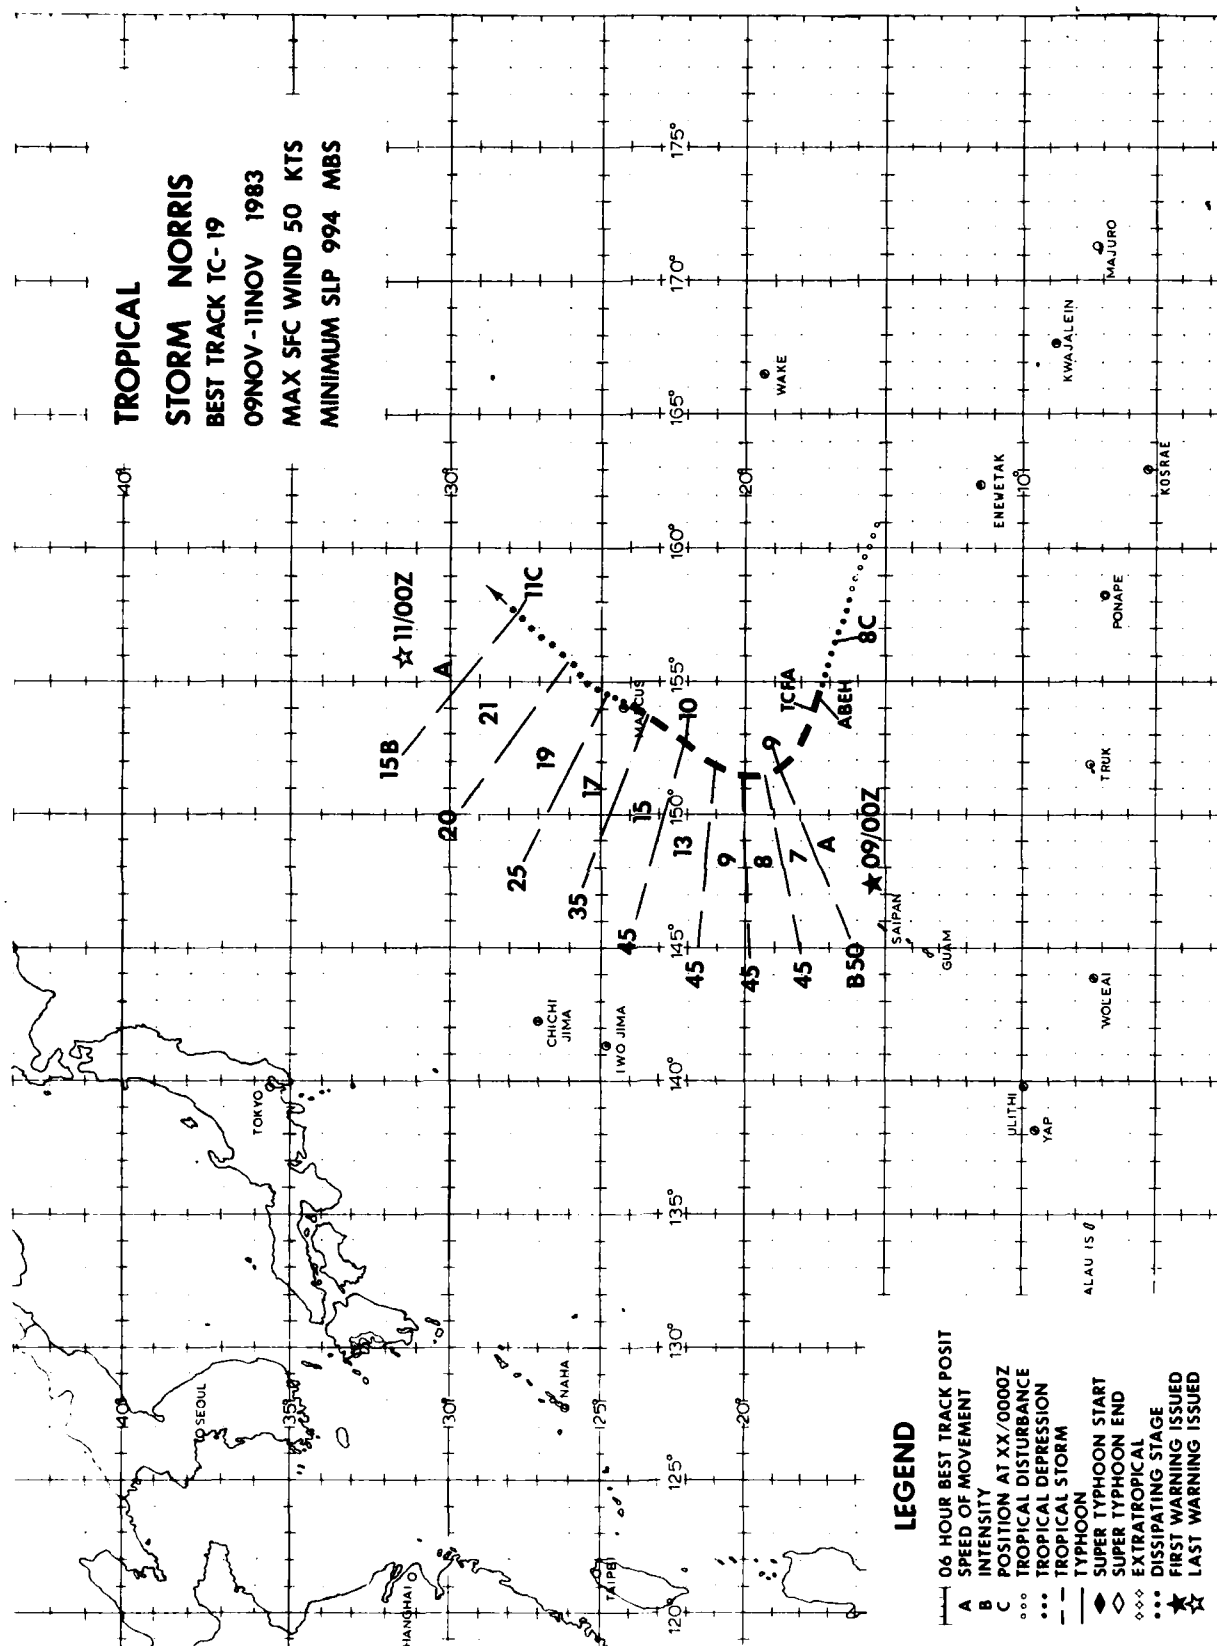 TROPICAL
STORM NORRIS
BEST TRACK TC-19
09NOV-11NOV 1983
MAX SFC WIND 50 KTS
MINIMUM SLP 994 MBS
40°
30°
20°
10°
175°
170°
165°
160°
155°
150°
145°
140°
135°
130°
125°
120°
40°
35°
30°
25°
20°
☆ 11/00Z
11C
A
15B
21
20
19
25
17
35
15
45
13
45
9
45
8
45
7
A
B50
10
9
TCFA
ABEH
8C
★ 09/00Z
MARCUS
WAKE
MAJURO
KWAJALEIN
ENEWETAK
KOSRAE
PONAPE
TRUK
SAIPAN
GUAM
WOLEAI
ULITHI
YAP
ALAU IS
CHICHI
JIMA
IWO JIMA
TOKYO
SEOUL
NAHA
TAIPEI
SHANGHAI
LEGEND
06 HOUR BEST TRACK POSIT
A SPEED OF MOVEMENT
B INTENSITY
C POSITION AT XX/0000Z
TROPICAL DISTURBANCE
TROPICAL DEPRESSION
TROPICAL STORM
TYPHOON
SUPER TYPHOON START
SUPER TYPHOON END
EXTRATROPICAL
DISSIPATING STAGE
FIRST WARNING ISSUED
LAST WARNING ISSUED